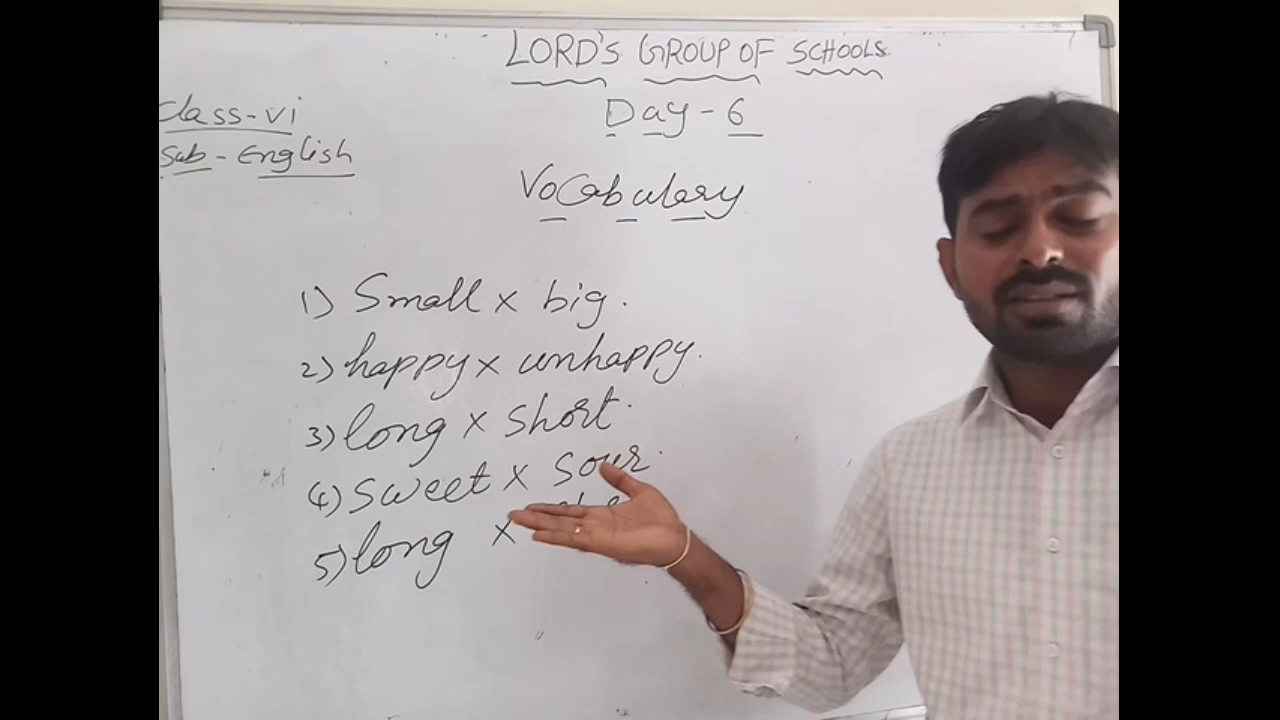 LORD'S GROUP OF SCHOOLS
Day - 6
Class - vi
Sub - English
Vocabulary
1) Small x big.
2) happy x unhappy.
3) long x short.
4) Sweet x Sour.
5) long x